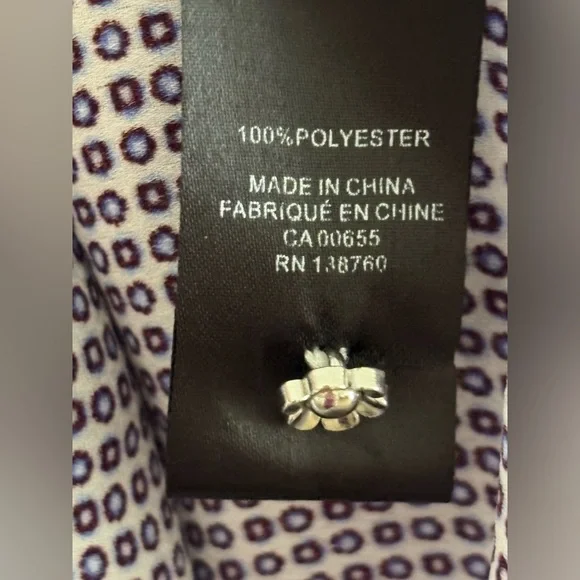 100%POLYESTER
MADE IN CHINA
FABRIQUÉ EN CHINE
CA 00655
RN 138760